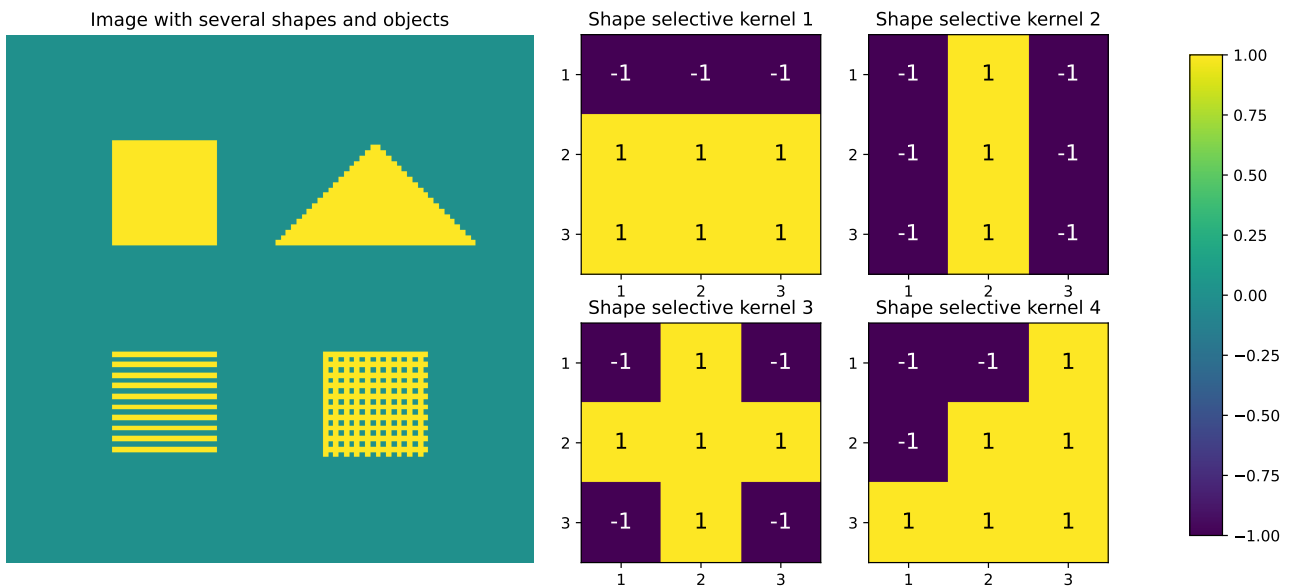 Image with several shapes and objects
Shape selective kernel 1
-1 -1 -1
1 1 1
1 1 1
1
2
3
1 2 3
Shape selective kernel 2
-1 1 -1
-1 1 -1
-1 1 -1
1
2
3
1 2 3
Shape selective kernel 3
-1 1 -1
1 1 1
-1 1 -1
1
2
3
1 2 3
Shape selective kernel 4
-1 -1 1
-1 1 1
1 1 1
1
2
3
1 2 3
1.00
0.75
0.50
0.25
0.00
−0.25
−0.50
−0.75
−1.00